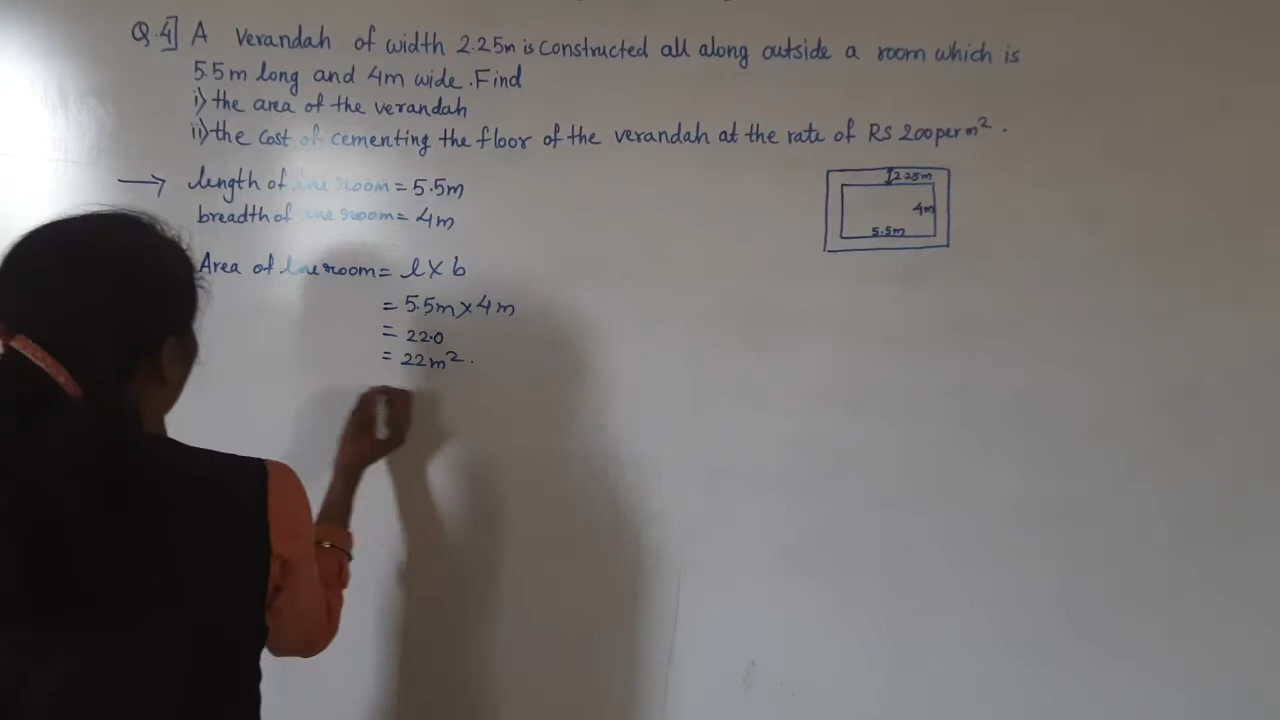 Q.4] A Verandah of width 2.25m is constructed all along outside a room which is
5.5m long and 4m wide. Find
i) the area of the verandah
ii) the cost of cementing the floor of the verandah at the rate of RS 200 per m².
→ length of the room = 5.5m
breadth of the room = 4m
Area of the room = l × b
= 5.5m × 4m
= 22.0
= 22m².
2.25m
4m
5.5m